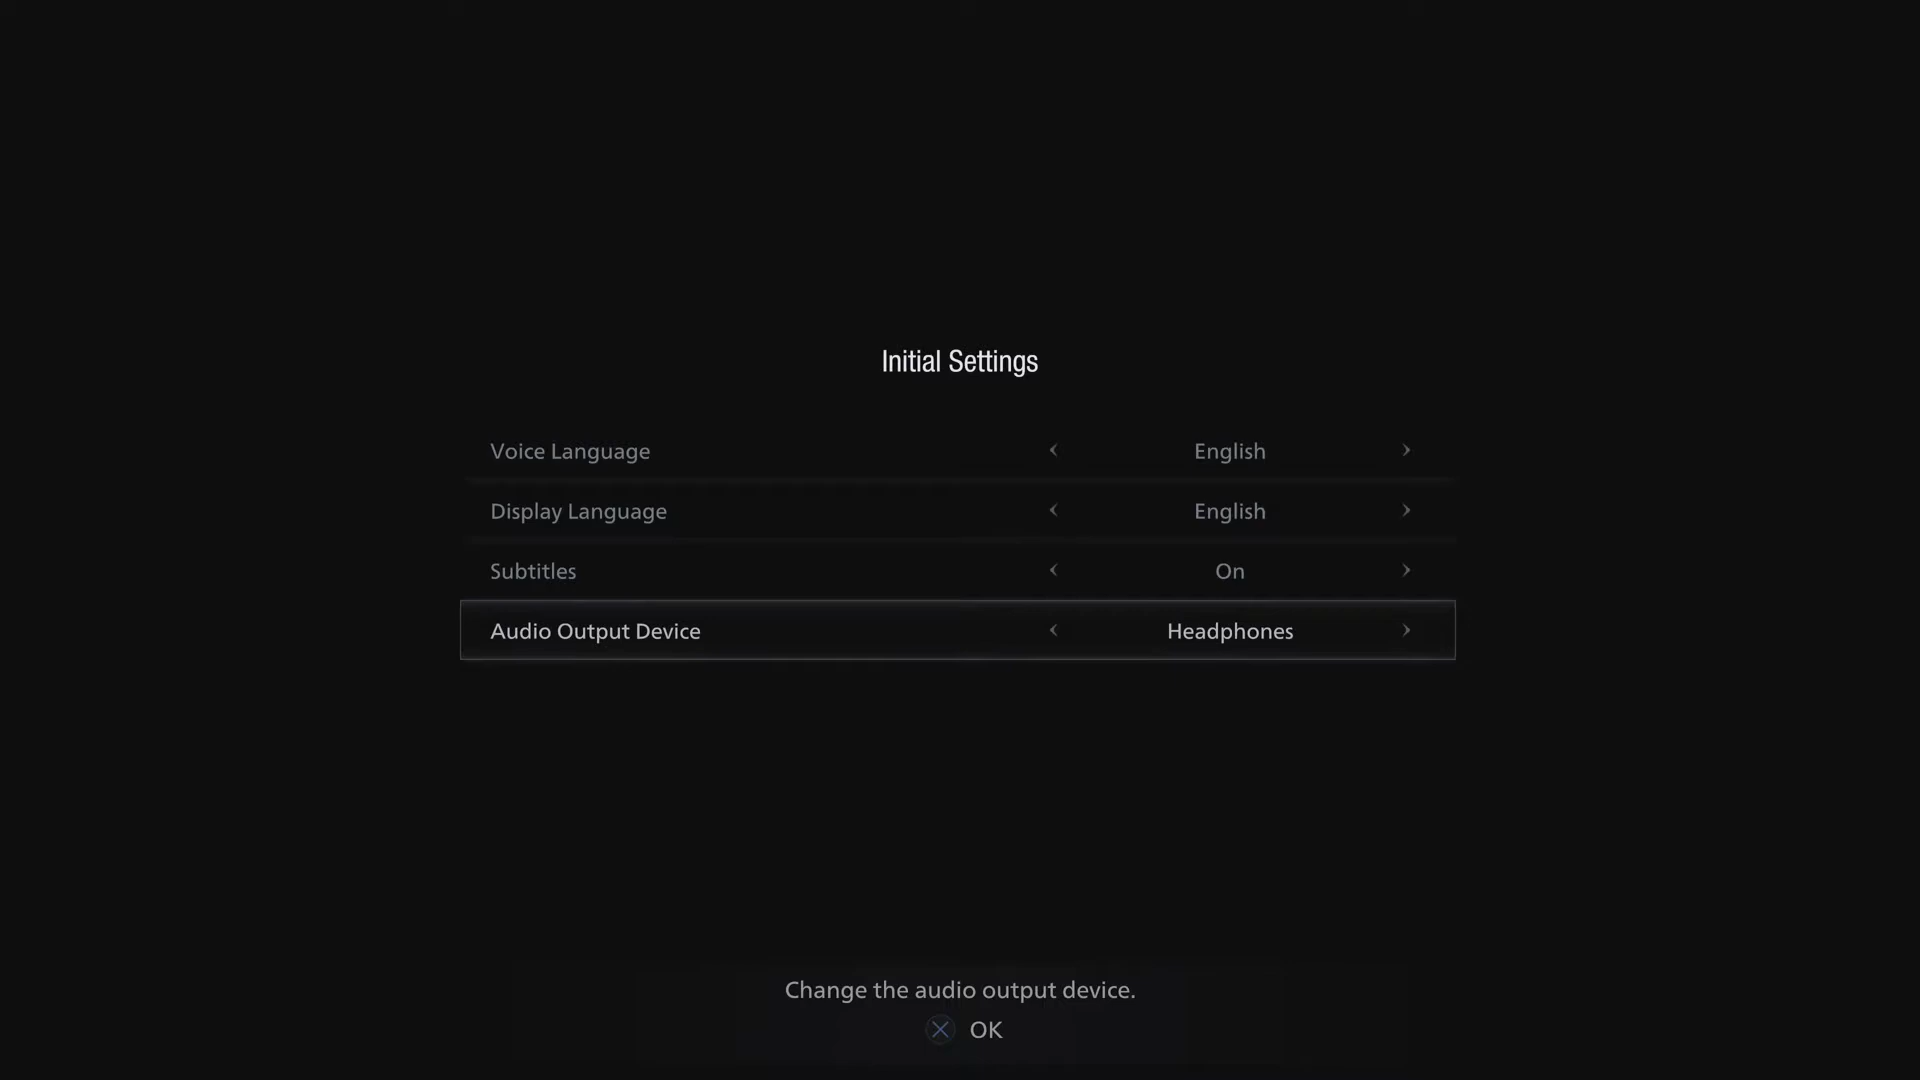 Initial Settings
Voice Language English
Display Language English
Subtitles On
Audio Output Device Headphones
Change the audio output device.
OK